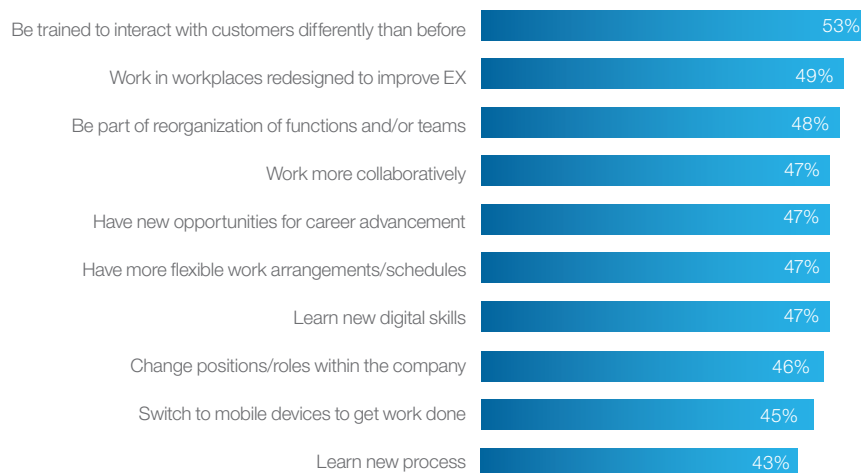 Be trained to interact with customers differently than before 53%
Work in workplaces redesigned to improve EX 49%
Be part of reorganization of functions and/or teams 48%
Work more collaboratively 47%
Have new opportunities for career advancement 47%
Have more flexible work arrangements/schedules 47%
Learn new digital skills 47%
Change positions/roles within the company 46%
Switch to mobile devices to get work done 45%
Learn new process 43%